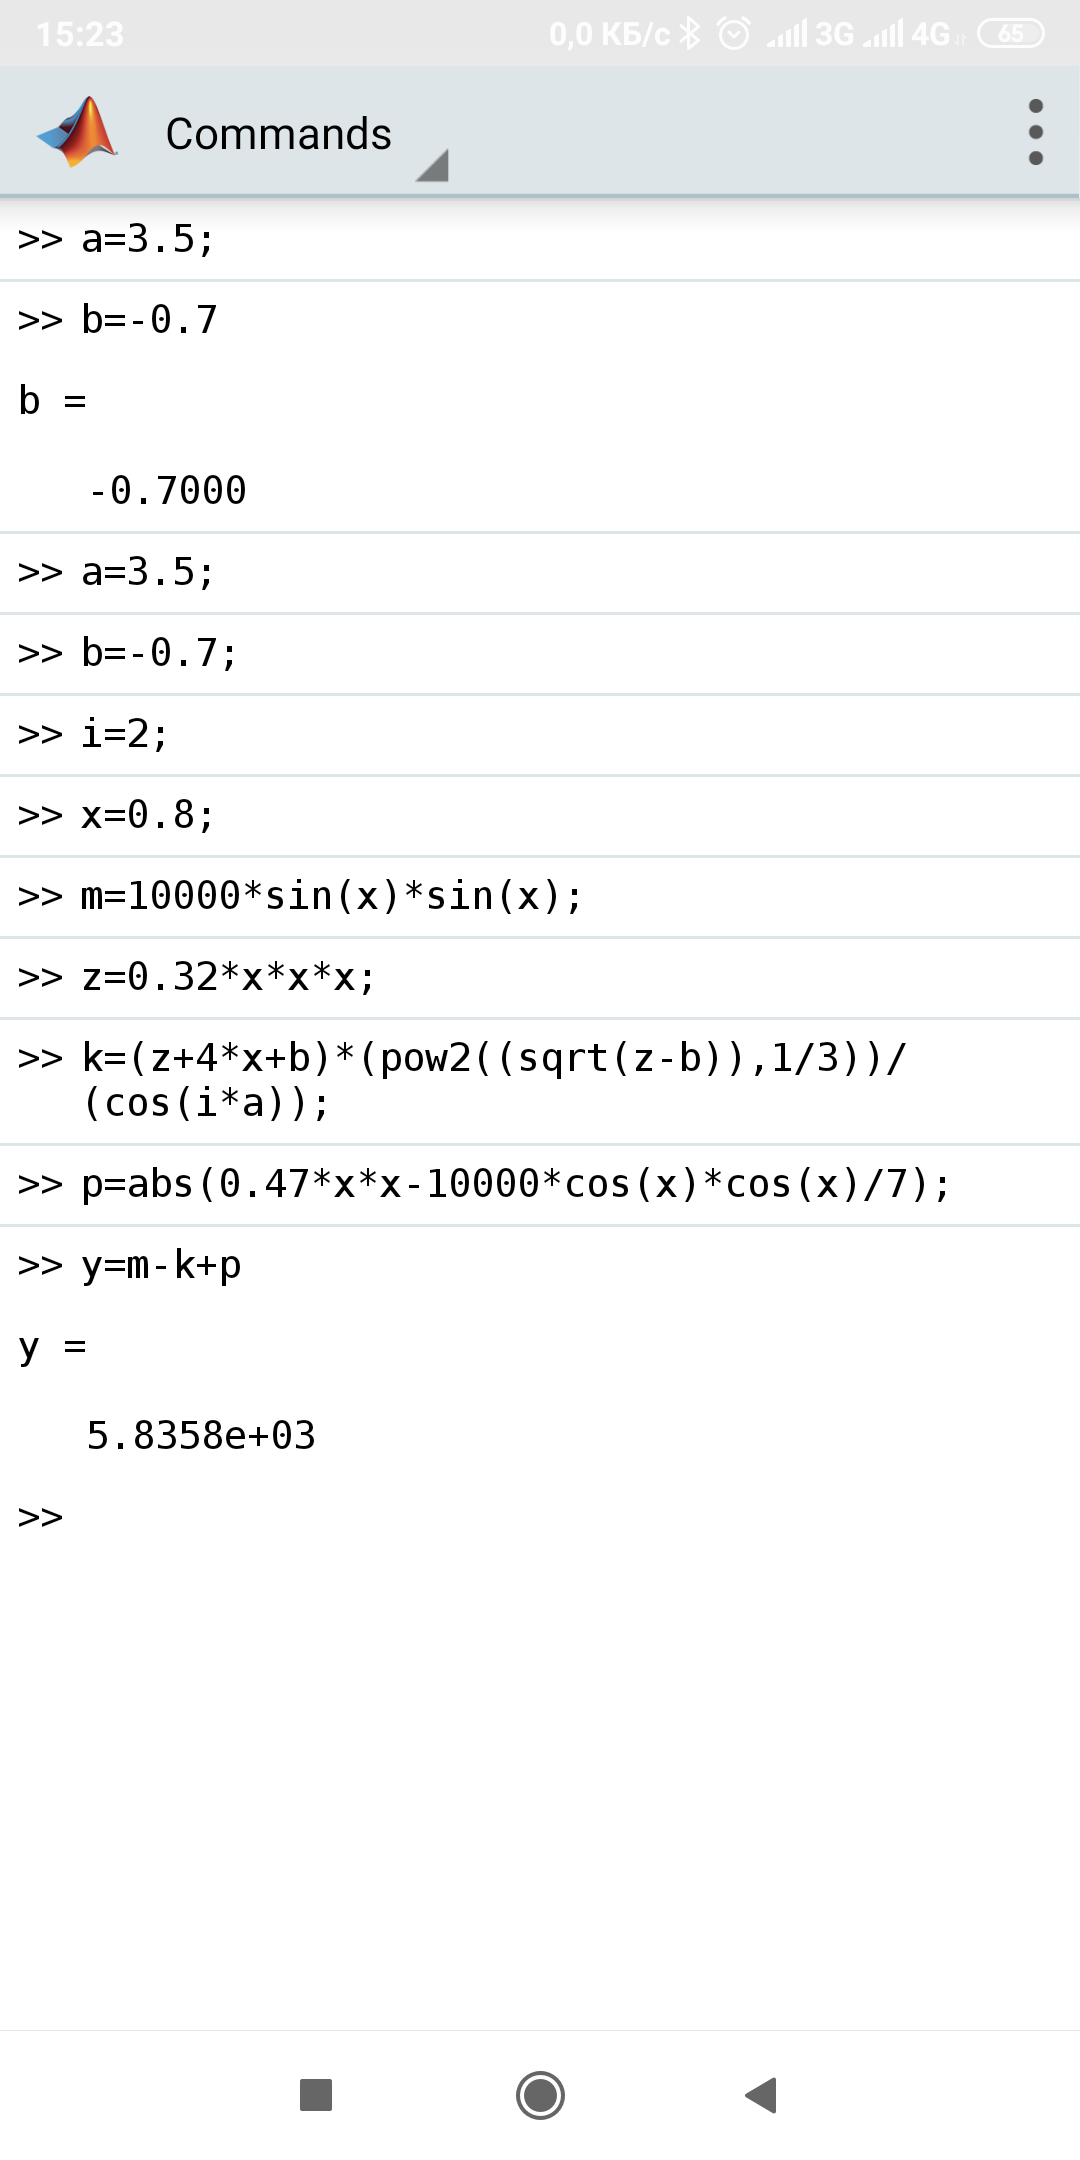 15:23 0,0 КБ/с 3G 4G 65
Commands
>> a=3.5;
>> b=-0.7
b =
-0.7000
>> a=3.5;
>> b=-0.7;
>> i=2;
>> x=0.8;
>> m=10000*sin(x)*sin(x);
>> z=0.32*x*x*x;
>> k=(z+4*x+b)*(pow2((sqrt(z-b)),1/3))/
(cos(i*a));
>> p=abs(0.47*x*x-10000*cos(x)*cos(x)/7);
>> y=m-k+p
y =
5.8358e+03
>>